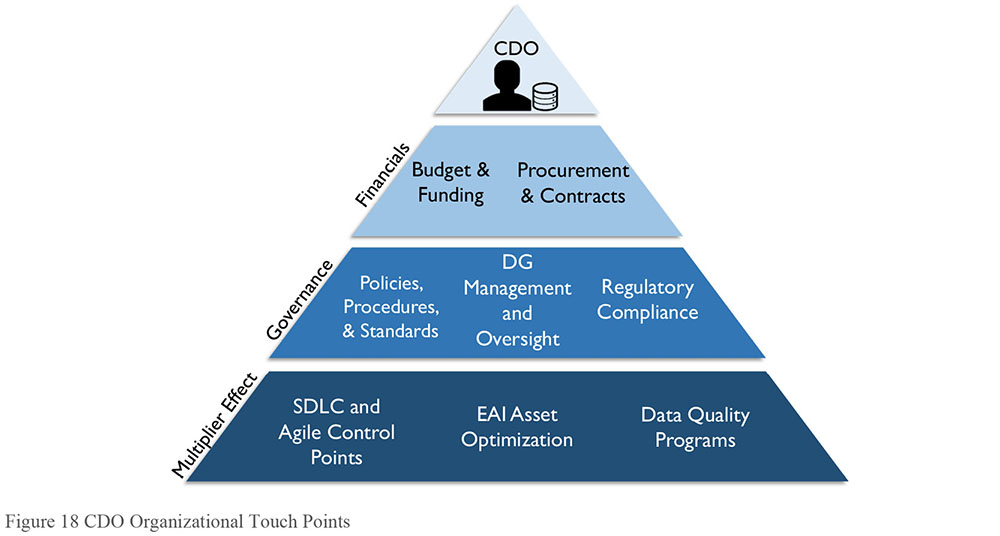 CDO
Financials
Budget &
Funding
Procurement
& Contracts
Governance
Policies,
Procedures,
& Standards
DG
Management
and
Oversight
Regulatory
Compliance
Multiplier Effect
SDLC and
Agile Control
Points
EAI Asset
Optimization
Data Quality
Programs
Figure 18 CDO Organizational Touch Points